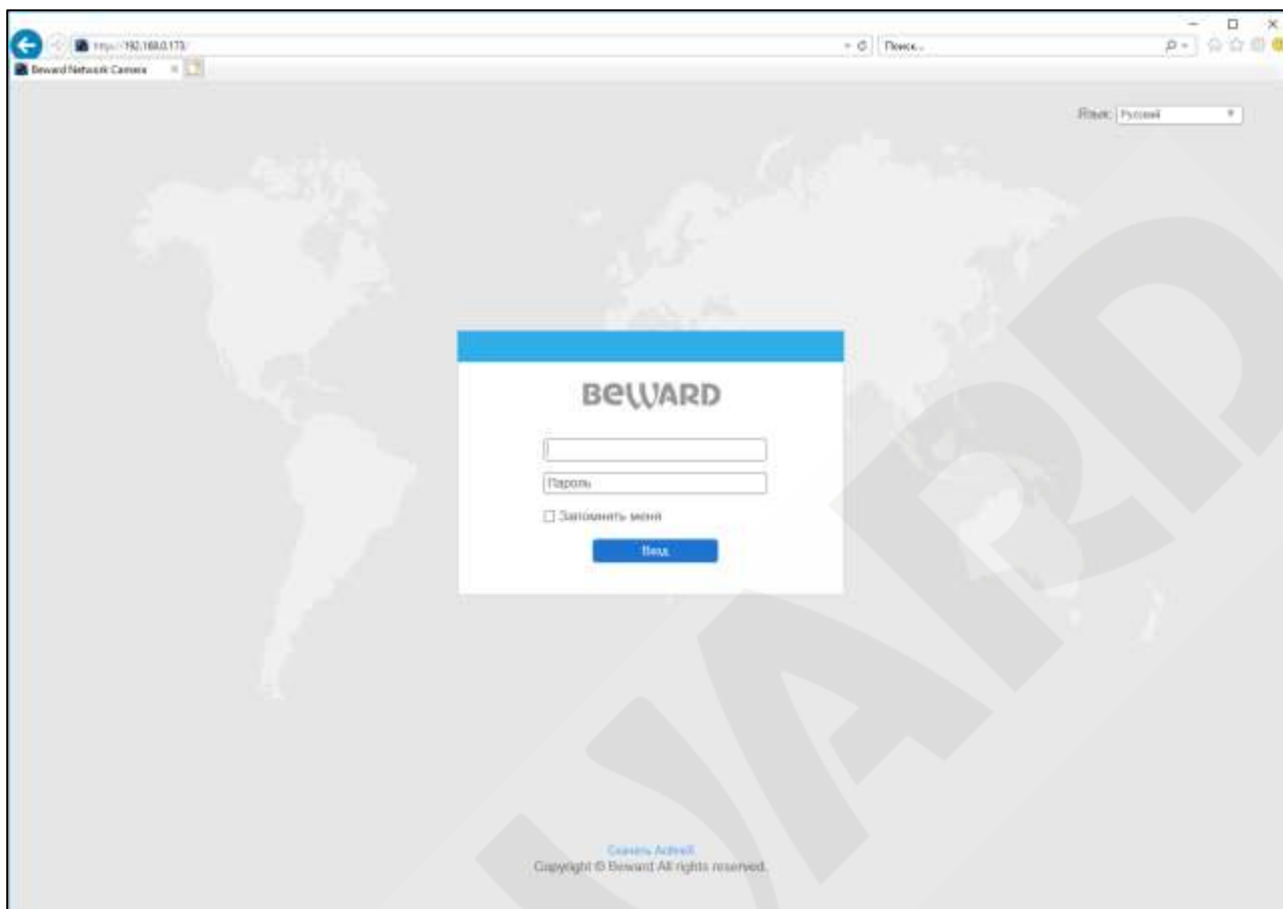 http://192.168.0.173/
Поиск...
Beward Network Camera
Язык: Русский
BEWARD
Пароль
Запомнить меня
Вход
Скачать ActiveX
Copyright © Beward All rights reserved.